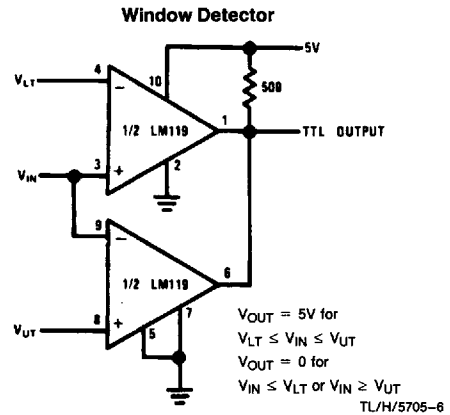 Window Detector
5V
V_LT 4
10
500
1/2 LM119
1
TTL OUTPUT
2
V_IN 3
9
1/2 LM119
6
V_UT 8
5
7
V_OUT = 5V for
V_LT ≤ V_IN ≤ V_UT
V_OUT = 0 for
V_IN ≤ V_LT or V_IN ≥ V_UT
TL/H/5705–6